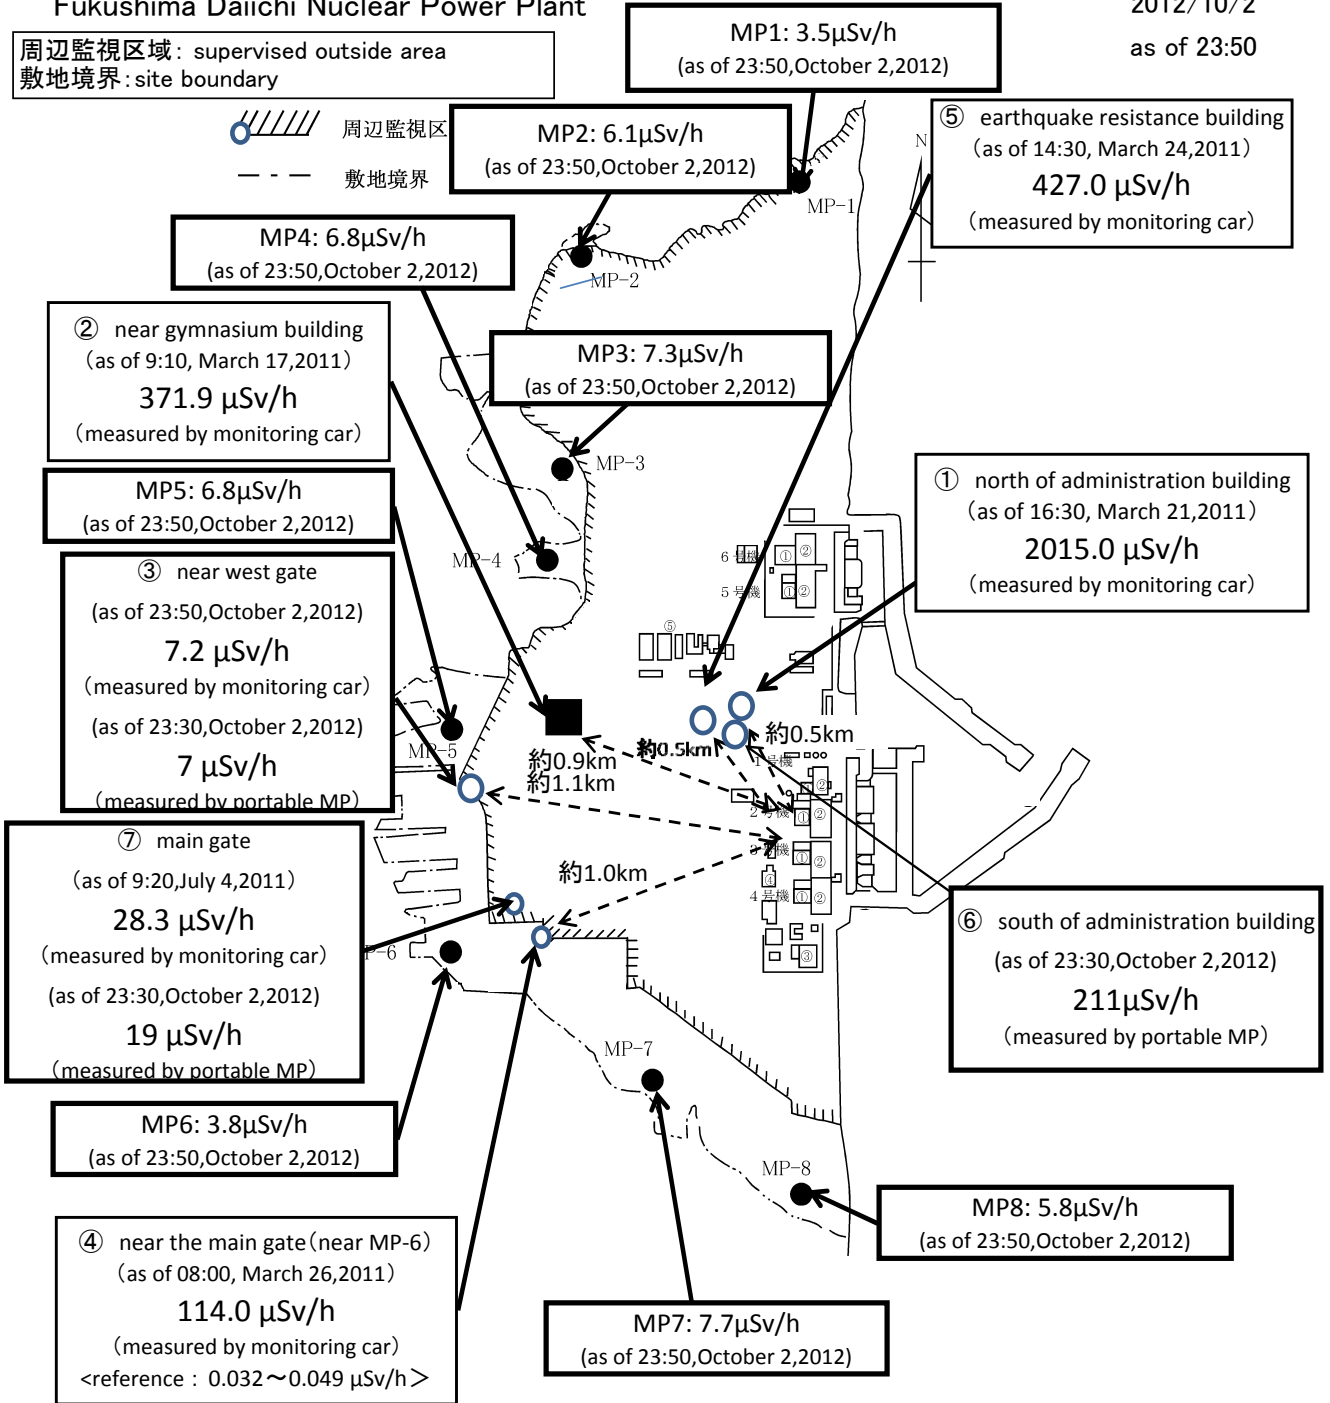 Fukushima Daiichi Nuclear Power Plant
2012/10/2
as of 23:50
周辺監視区域: supervised outside area
敷地境界:site boundary
周辺監視区
敷地境界
MP1: 3.5μSv/h
(as of 23:50,October 2,2012)
MP2: 6.1μSv/h
(as of 23:50,October 2,2012)
⑤ earthquake resistance building
(as of 14:30, March 24,2011)
427.0 μSv/h
(measured by monitoring car)
N
MP-1
MP4: 6.8μSv/h
(as of 23:50,October 2,2012)
MP-2
② near gymnasium building
(as of 9:10, March 17,2011)
371.9 μSv/h
(measured by monitoring car)
MP3: 7.3μSv/h
(as of 23:50,October 2,2012)
MP-3
MP5: 6.8μSv/h
(as of 23:50,October 2,2012)
① north of administration building
(as of 16:30, March 21,2011)
2015.0 μSv/h
(measured by monitoring car)
MP-4
6号機
① ②
5号機
① ②
⑤
③ near west gate
(as of 23:50,October 2,2012)
7.2 μSv/h
(measured by monitoring car)
(as of 23:30,October 2,2012)
7 μSv/h
(measured by portable MP)
MP-5
約0.9km
約1.1km
約0.5km
約0.5km
1号機
②
2号機
① ②
3号機
① ②
④
4号機
① ②
③
⑦ main gate
(as of 9:20,July 4,2011)
28.3 μSv/h
(measured by monitoring car)
(as of 23:30,October 2,2012)
19 μSv/h
(measured by portable MP)
約1.0km
P-6
⑥ south of administration building
(as of 23:30,October 2,2012)
211μSv/h
(measured by portable MP)
MP-7
MP6: 3.8μSv/h
(as of 23:50,October 2,2012)
MP-8
MP8: 5.8μSv/h
(as of 23:50,October 2,2012)
④ near the main gate(near MP-6)
(as of 08:00, March 26,2011)
114.0 μSv/h
(measured by monitoring car)
<reference : 0.032～0.049 μSv/h>
MP7: 7.7μSv/h
(as of 23:50,October 2,2012)